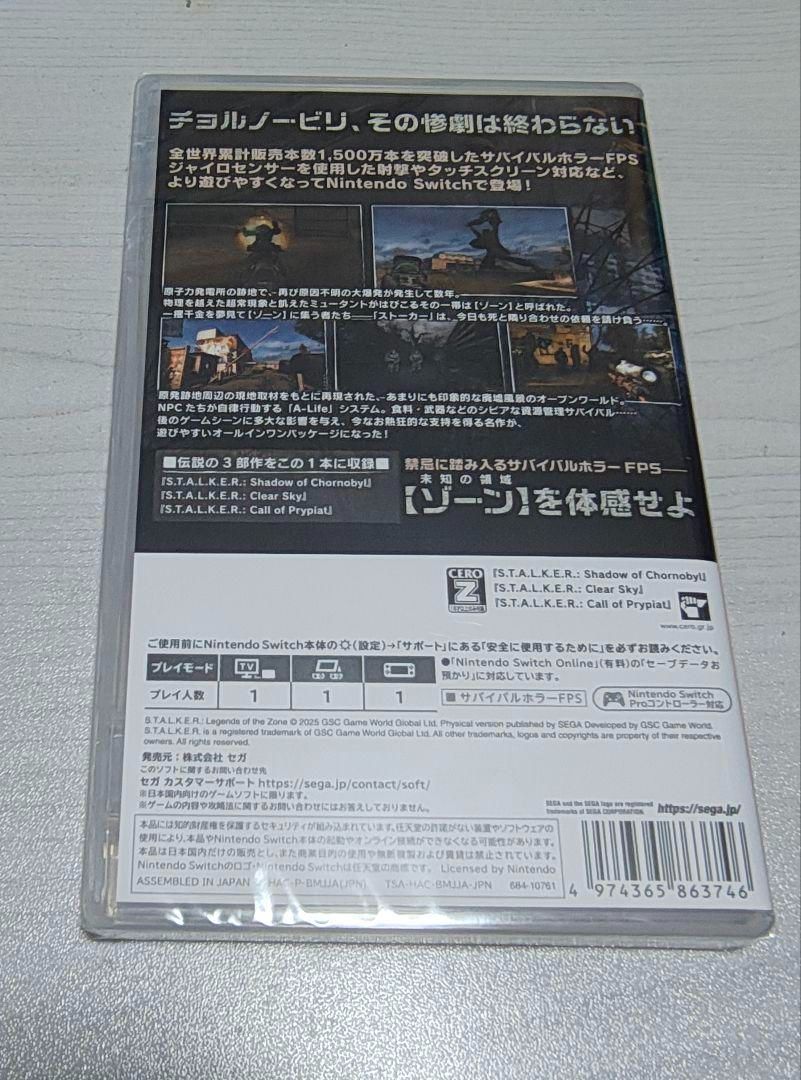 チョルノービリ、その惨劇は終わらない
全世界累計販売本数1,500万本を突破したサバイバルホラーFPS
ジャイロセンサーを使用した射撃やタッチスクリーン対応など、
より遊びやすくなってNintendo Switchで登場！
原子力発電所の跡地で、再び原因不明の大爆発が発生して数年。
物理を越えた超常現象と飢えたミュータントがはびこるその一帯は【ゾーン】と呼ばれた。
一攫千金を夢見て【ゾーン】に集う者たち――「ストーカー」は、今日も死と隣り合わせの依頼を請け負う……。
原発跡地周辺の現地取材をもとに再現された、あまりにも印象的な廃墟風景のオープンワールド。
NPCたちが自律行動する「A-Life」システム。食料・武器などのシビアな資源管理サバイバル……
後のゲームシーンに多大な影響を与え、今なお熱狂的な支持を得る名作が、
遊びやすいオールインワンパッケージになった！
■伝説の3部作をこの1本に収録■
『S.T.A.L.K.E.R.: Shadow of Chornobyl』
『S.T.A.L.K.E.R.: Clear Sky』
『S.T.A.L.K.E.R.: Call of Prypiat』
禁忌に踏み入るサバイバルホラーFPS――
未知の領域
【ゾーン】を体感せよ
CERO
Z
『S.T.A.L.K.E.R.: Shadow of Chornobyl』
『S.T.A.L.K.E.R.: Clear Sky』
『S.T.A.L.K.E.R.: Call of Prypiat』
www.cero.gr.jp
ご使用前にNintendo Switch本体の(設定)→「サポート」にある「安全に使用するために」を必ずお読みください。
プレイモード TV
プレイ人数 1 1 1
●「Nintendo Switch Online」(有料)の「セーブデータお
預かり」に対応しています。
■サバイバルホラーFPS
Nintendo Switch
Proコントローラー対応
S.T.A.L.K.E.R.: Legends of the Zone © 2025 GSC Game World Global Ltd. Physical version published by SEGA Developed by GSC Game World.
S.T.A.L.K.E.R. is a registered trademark of GSC Game World Global Ltd. All other trademarks, logos and copyrights are property of their respective
owners. All rights reserved.
発売元：株式会社 セガ
このソフトに関するお問い合わせ先
セガ カスタマーサポート https://sega.jp/contact/soft/
※日本国内向けのゲームソフトに限ります。
※ゲームの内容や攻略法に関するお問い合わせにはお答えしておりません。
SEGA and the SEGA logo are registered
trademarks of SEGA CORPORATION.
https://sega.jp/
本品には知的財産権を保護するセキュリティが組み込まれています。任天堂の許諾がない装置やソフトウェアの
使用により、本品やNintendo Switch本体の起動やオンライン接続ができなくなる可能性があります。
本品は日本国内だけの販売とし、また商業目的の使用や無断複製および賃貸は禁止されています。
Nintendo Switchのロゴ・Nintendo Switchは任天堂の商標です。 Licensed by Nintendo
ASSEMBLED IN JAPAN HAC-P-BMJJA(JPN) TSA-HAC-BMJJA-JPN 684-10761
4 974365 863746